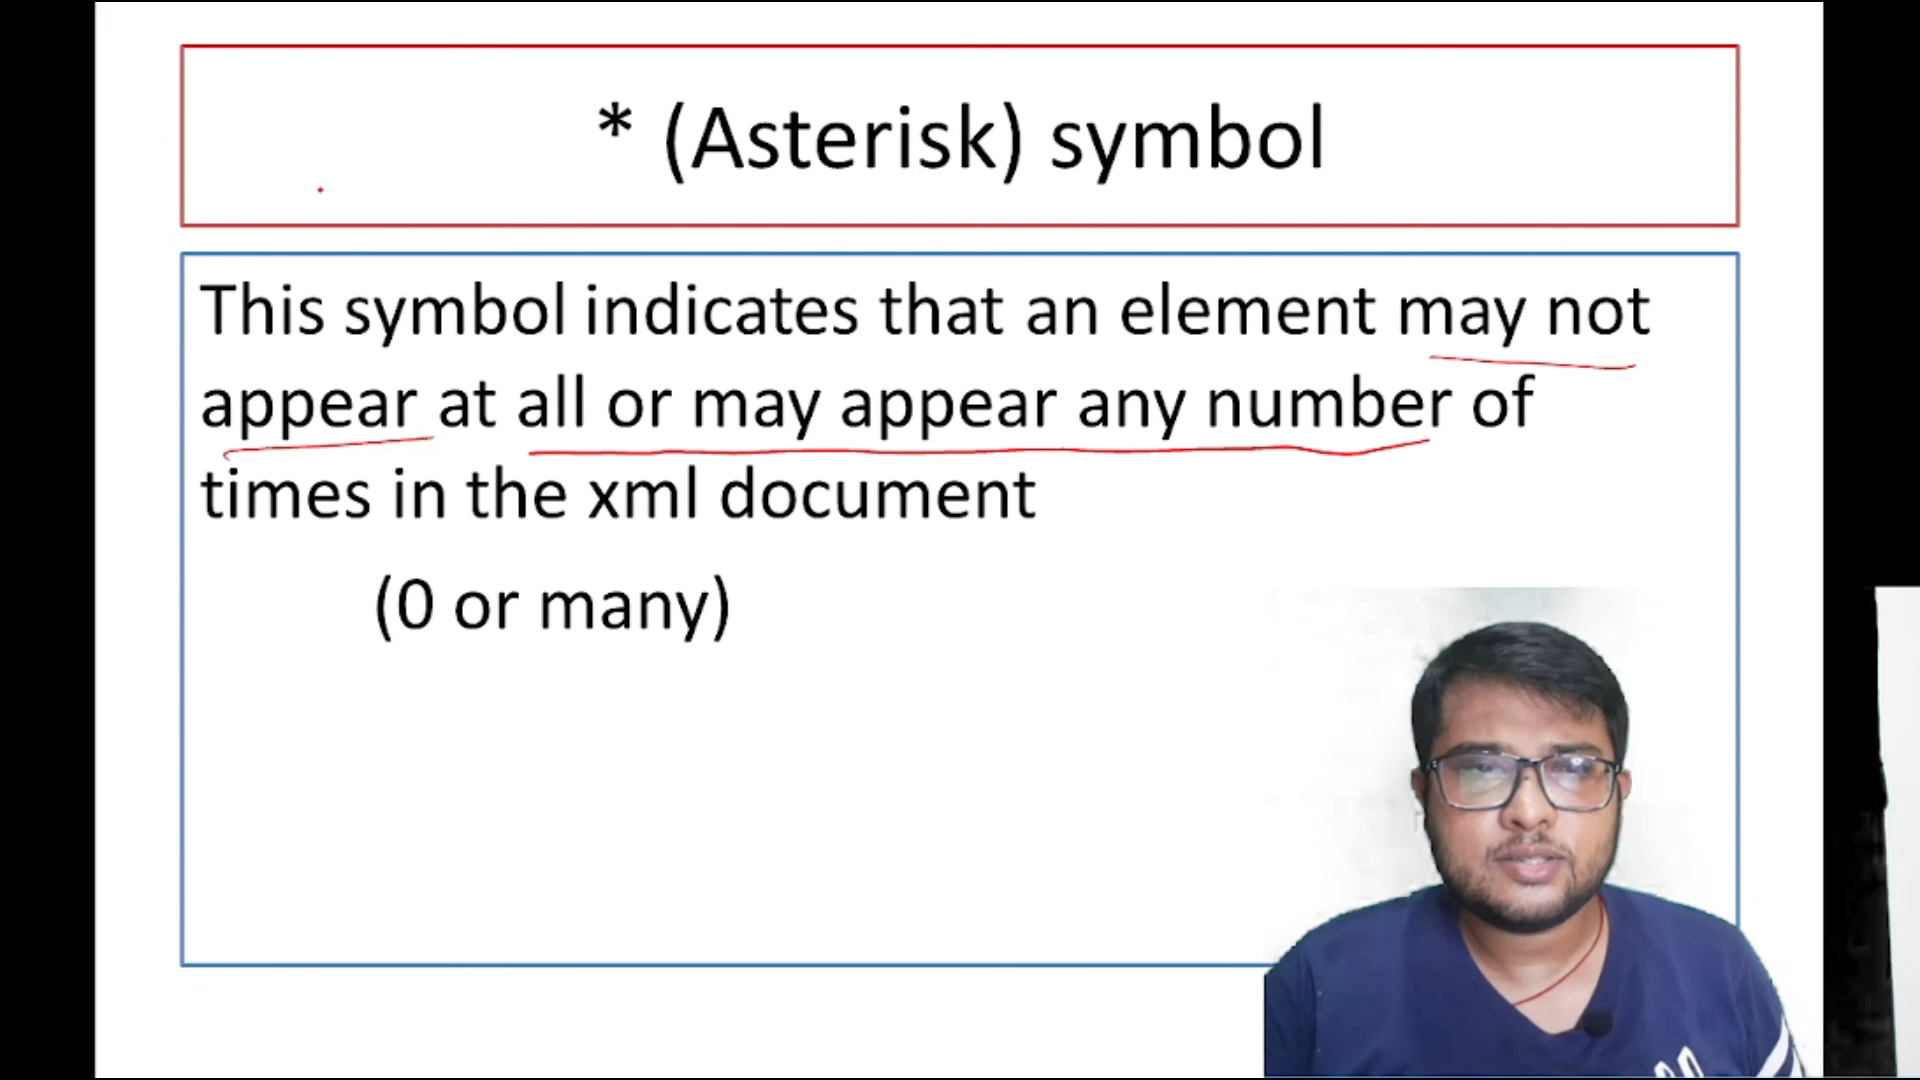 * (Asterisk) symbol
This symbol indicates that an element may not
appear at all or may appear any number of
times in the xml document
(0 or many)